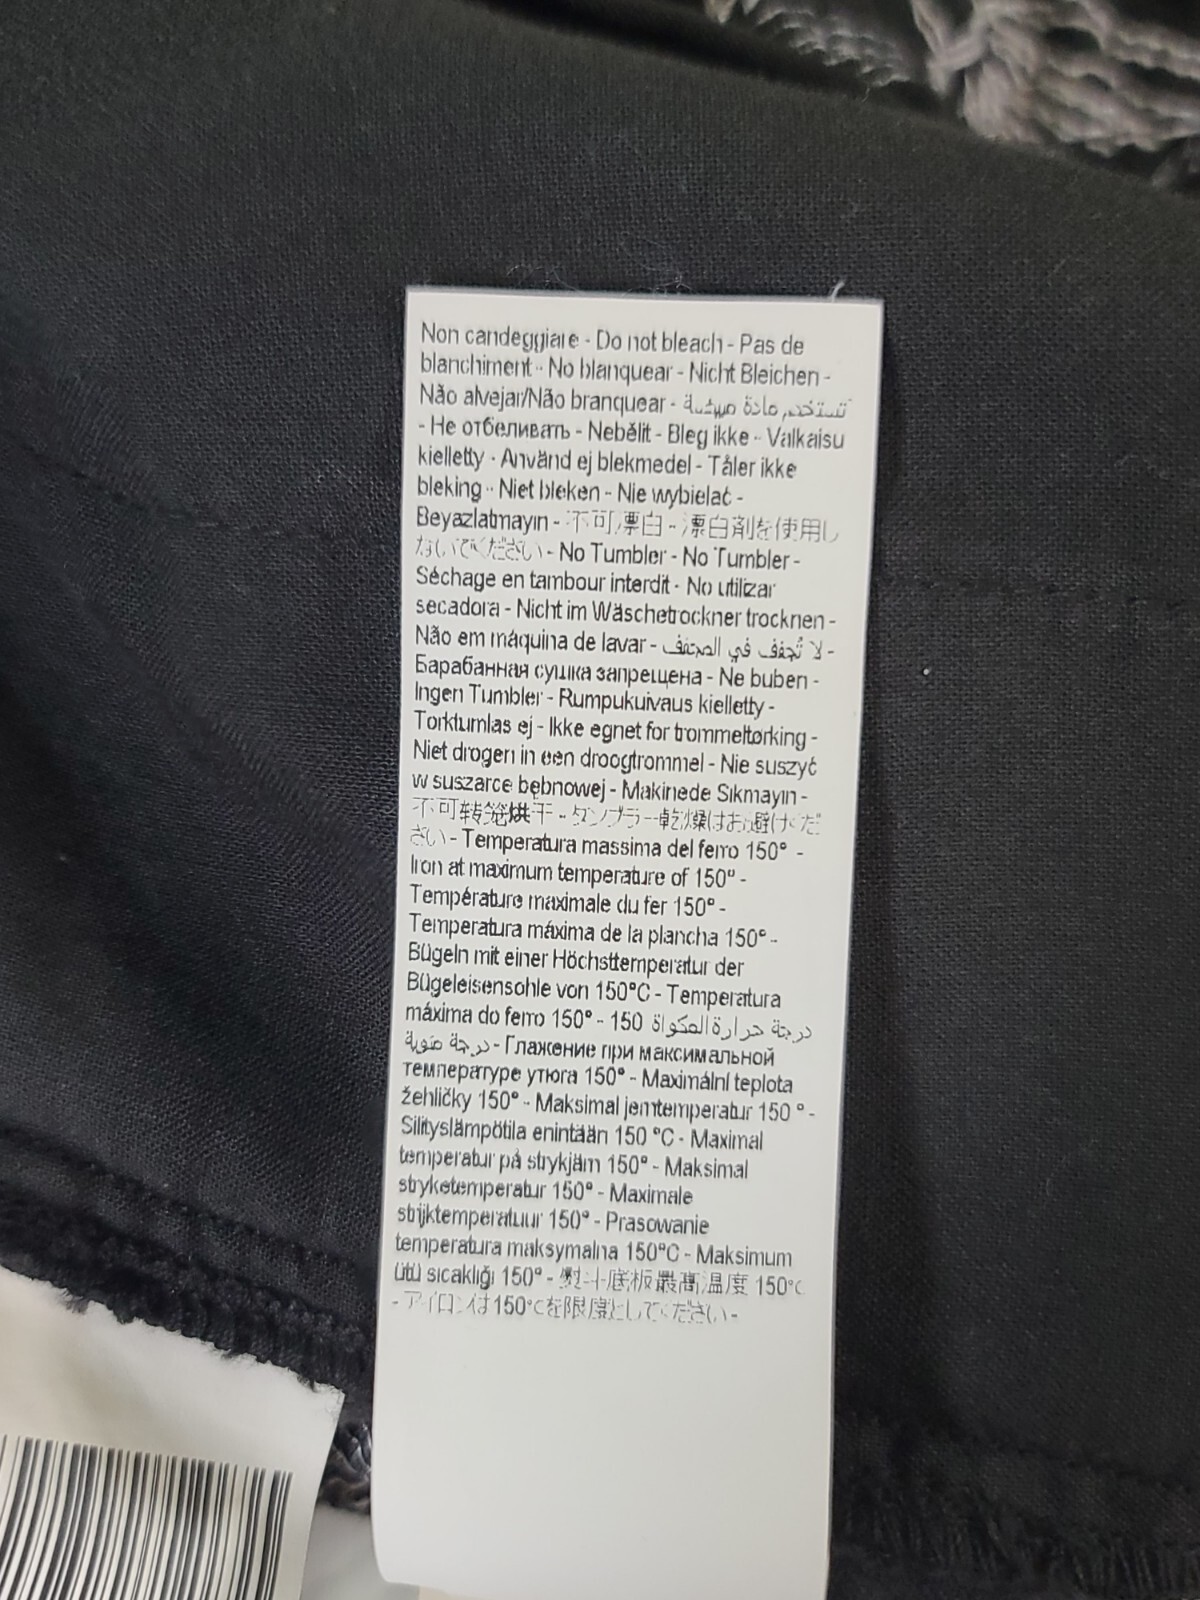 Non candeggiare - Do not bleach - Pas de
blanchiment - No blanquear - Nicht Bleichen -
Não alvejar/Não branquear - تستخدم مادة مبيضة
- Не отбеливать - Nebělit - Bleg ikke - Valkaisu
kielletty - Använd ej blekmedel - Tåler ikke
bleking - Niet bleken - Nie wybielać -
Beyazlatmayın - 不可漂白 - 漂白剤を使用し
ないでください - No Tumbler - No Tumbler -
Séchage en tambour interdit - No utilizar
secadora - Nicht im Wäschetrockner trocknen -
Não em máquina de lavar - لا تُجفف في المجفف -
Барабанная сушка запрещена - Ne buben -
Ingen Tumbler - Rumpukuivaus kielletty -
Torktumlas ej - Ikke egnet for trommeltørking -
Niet drogen in een droogtrommel - Nie suszyć
w suszarce bębnowej - Makinede Sıkmayın -
不可转笼烘干 - タンブラー乾燥はお避けくだ
さい - Temperatura massima del ferro 150° -
Iron at maximum temperature of 150° -
Température maximale du fer 150° -
Temperatura máxima de la plancha 150° -
Bügeln mit einer Höchsttemperatur der
Bügeleisensohle von 150°C - Temperatura
máxima do ferro 150° - 150 درجة حرارة المكواة
درجة مئوية - Глажение при максимальной
температуре утюга 150° - Maximální teplota
žehličky 150° - Maksimal jerntemperatur 150 ° -
Silityslämpötila enintään 150 °C - Maximal
temperatur på strykjärn 150° - Maksimal
stryketemperatur 150° - Maximale
strijktemperatuur 150° - Prasowanie
temperatura maksymalna 150°C - Maksimum
ütü sıcaklığı 150° - 熨斗底板最高温度 150°C
- アイロンは150°Cを限度としてください -